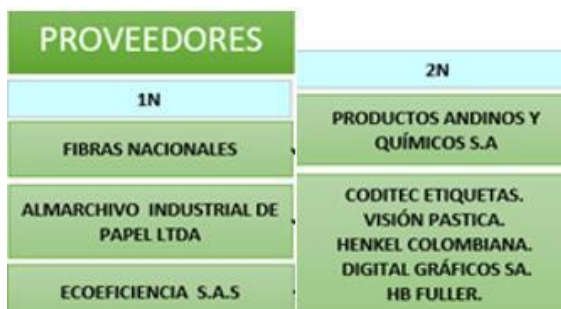 PROVEEDORES
1N
FIBRAS NACIONALES
ALMARCHIVO INDUSTRIAL DE
PAPEL LTDA
ECOEFICIENCIA S.A.S
2N
PRODUCTOS ANDINOS Y
QUÍMICOS S.A
CODITEC ETIQUETAS.
VISIÓN PASTICA.
HENKEL COLOMBIANA.
DIGITAL GRÁFICOS SA.
HB FULLER.